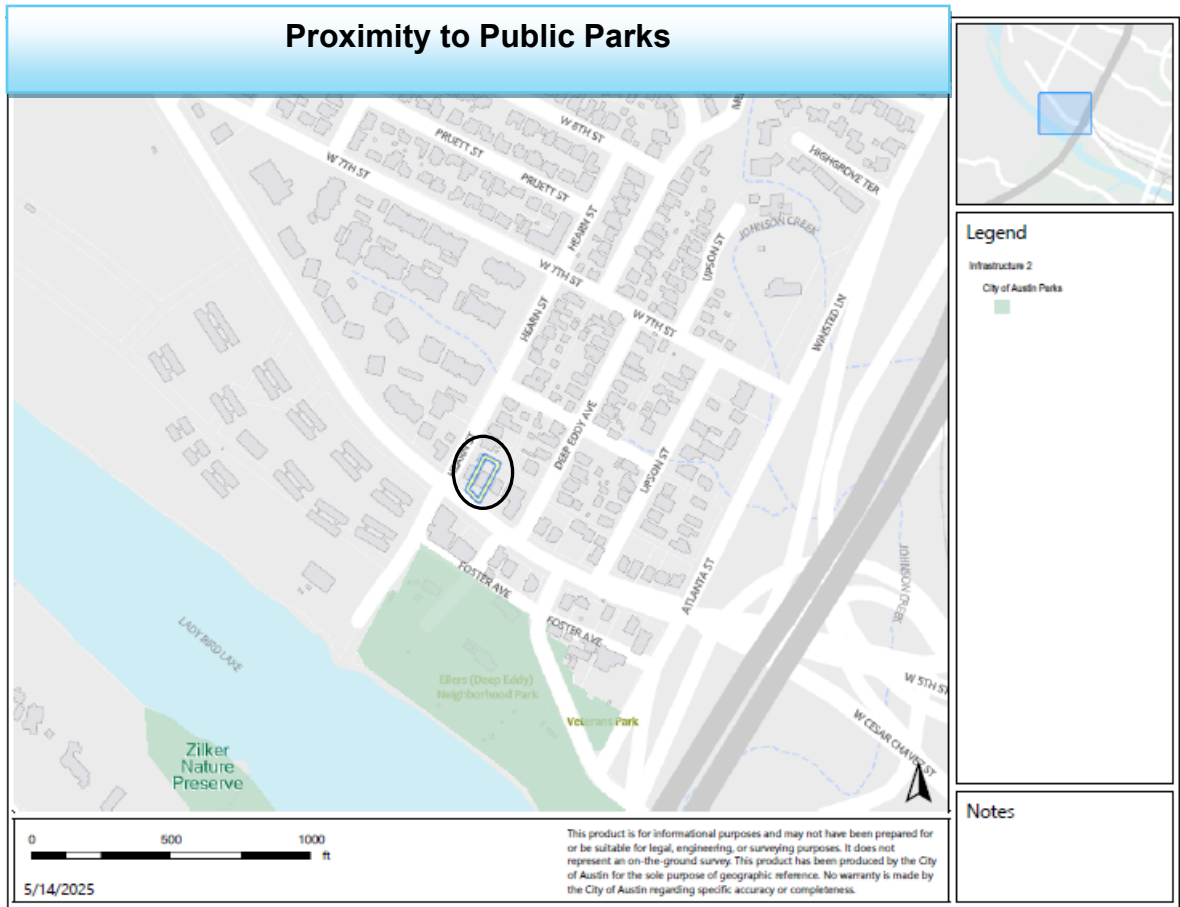 Proximity to Public Parks
W 8TH ST
PRUETT ST
PRUETT ST
W 7TH ST
HIGHGROVE TER
HEARN ST
UPSON ST
JOHNSON CREEK
W 7TH ST
HEARN ST
W 7TH ST
WINSTED LN
DEEP EDDY AVE
HEARN ST
UPSON ST
FOSTER AVE
ATLANTA ST
JOHNSON CREEK
FOSTER AVE
LADY BIRD LAKE
Eilers (Deep Eddy)
Neighborhood Park
W 5TH ST
Veterans Park
W CESAR CHAVEZ ST
Zilker
Nature
Preserve
Legend
Infrastructure 2
City of Austin Parks
Notes
0 500 1000
ft
5/14/2025
This product is for informational purposes and may not have been prepared for
or be suitable for legal, engineering, or surveying purposes. It does not
represent an on-the-ground survey. This product has been produced by the City
of Austin for the sole purpose of geographic reference. No warranty is made by
the City of Austin regarding specific accuracy or completeness.